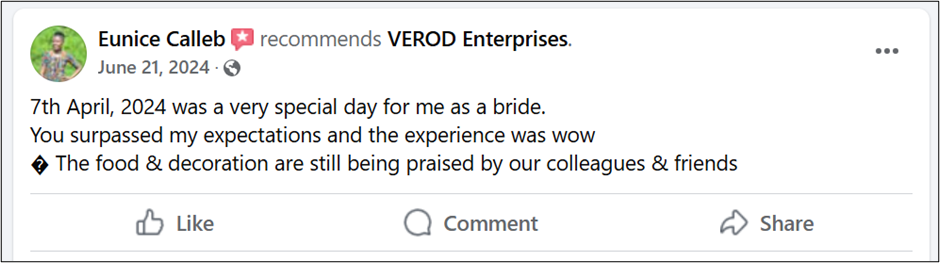 Eunice Calleb recommends VEROD Enterprises.
June 21, 2024 ·
7th April, 2024 was a very special day for me as a bride.
You surpassed my expectations and the experience was wow
� The food & decoration are still being praised by our colleagues & friends
Like Comment Share